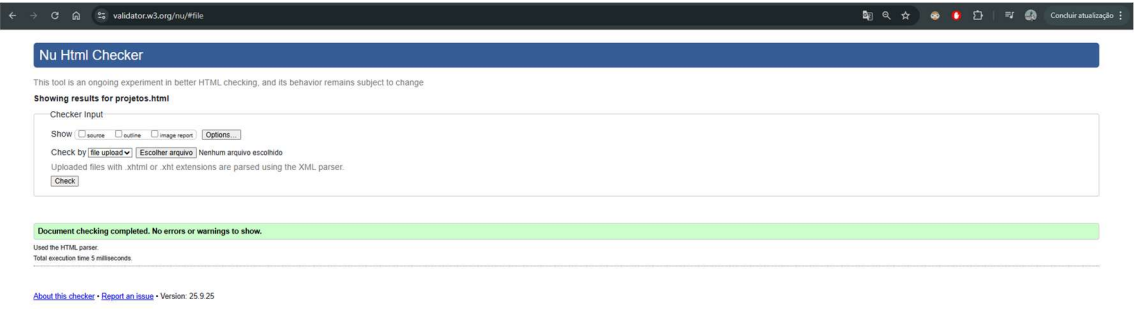 validator.w3.org/nu/#file
Concluir atualização
Nu Html Checker
This tool is an ongoing experiment in better HTML checking, and its behavior remains subject to change
Showing results for projetos.html
Checker Input
Show source outline image report Options...
Check by file upload Escolher arquivo Nenhum arquivo escolhido
Uploaded files with .xhtml or .xht extensions are parsed using the XML parser.
Check
Document checking completed. No errors or warnings to show.
Used the HTML parser.
Total execution time 5 milliseconds.
About this checker • Report an issue • Version: 25.9.25